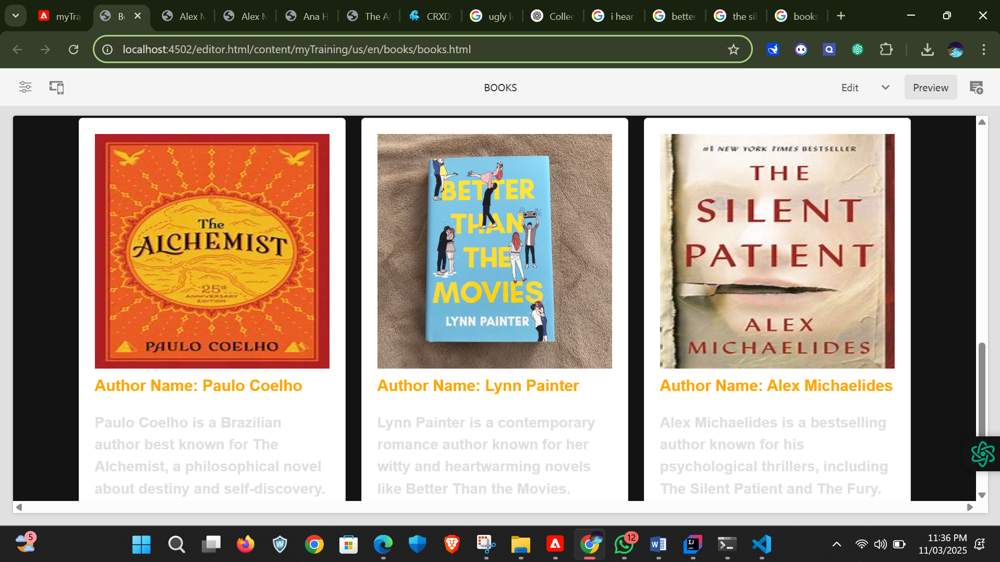 myTra
Be
Alex M
Alex M
Ana H
The Al
CRXD
ugly l
Collee
i hear
better
the sil
books
localhost:4502/editor.html/content/myTraining/us/en/books/books.html
BOOKS
Edit
Preview
The
ALCHEMIST
25th
ANNIVERSARY
EDITION
PAULO COELHO
BETTER
THAN
THE
MOVIES
LYNN PAINTER
#1 NEW YORK TIMES BESTSELLER
THE
SILENT
PATIENT
ALEX
MICHAELIDES
Author Name: Paulo Coelho
Paulo Coelho is a Brazilian
author best known for The
Alchemist, a philosophical novel
about destiny and self-discovery.
Author Name: Lynn Painter
Lynn Painter is a contemporary
romance author known for her
witty and heartwarming novels
like Better Than the Movies.
Author Name: Alex Michaelides
Alex Michaelides is a bestselling
author known for his
psychological thrillers, including
The Silent Patient and The Fury.
5
12
11:36 PM
11/03/2025